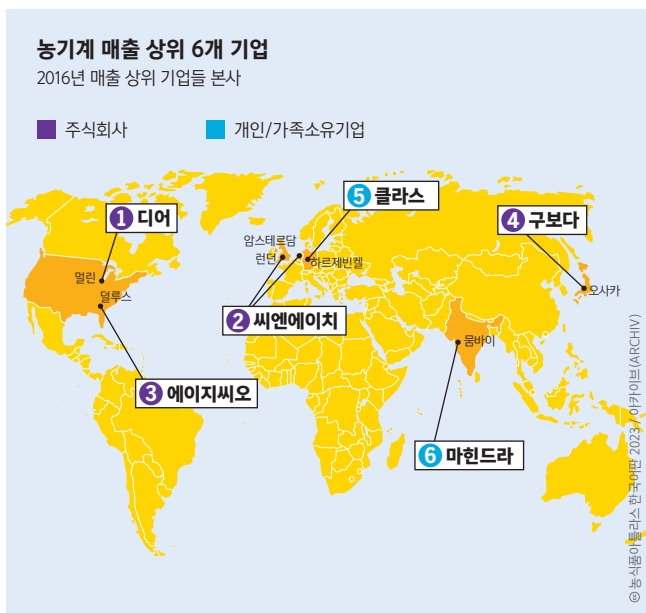 농기계 매출 상위 6개 기업
2016년 매출 상위 기업들 본사
주식회사
개인/가족소유기업
5 클라스
1 디어
4 구보다
암스테르담
런던
하르제빈켈
멀린
덜루스
오사카
2 씨엔에이치
뭄바이
3 에이지씨오
6 마힌드라
ⓒ 농식품아틀라스 한국어판 2023 / 아카이브(ARCHIV)